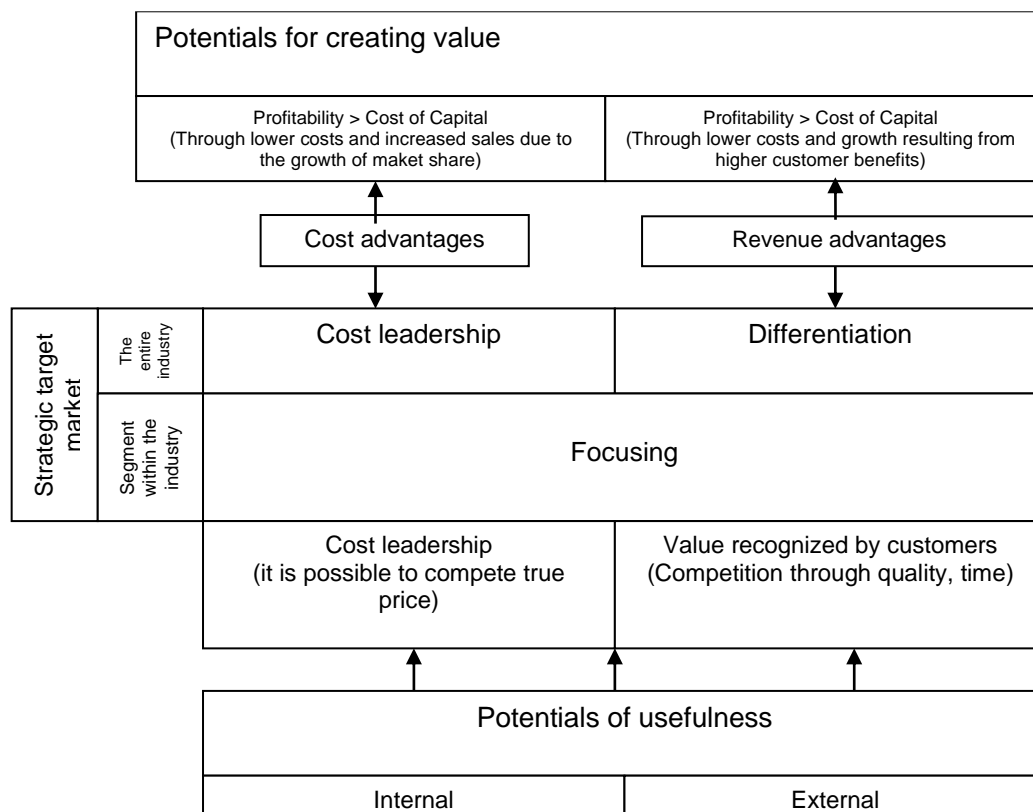 Potentials for creating value
Profitability > Cost of Capital
(Through lower costs and increased sales due to
the growth of maket share)
Profitability > Cost of Capital
(Through lower costs and growth resulting from
higher customer benefits)
Cost advantages
Revenue advantages
Strategic target
market
The
entire
industry
Cost leadership
Differentiation
Segment
within the
industry
Focusing
Cost leadership
(it is possible to compete true
price)
Value recognized by customers
(Competition through quality, time)
Potentials of usefulness
Internal
External